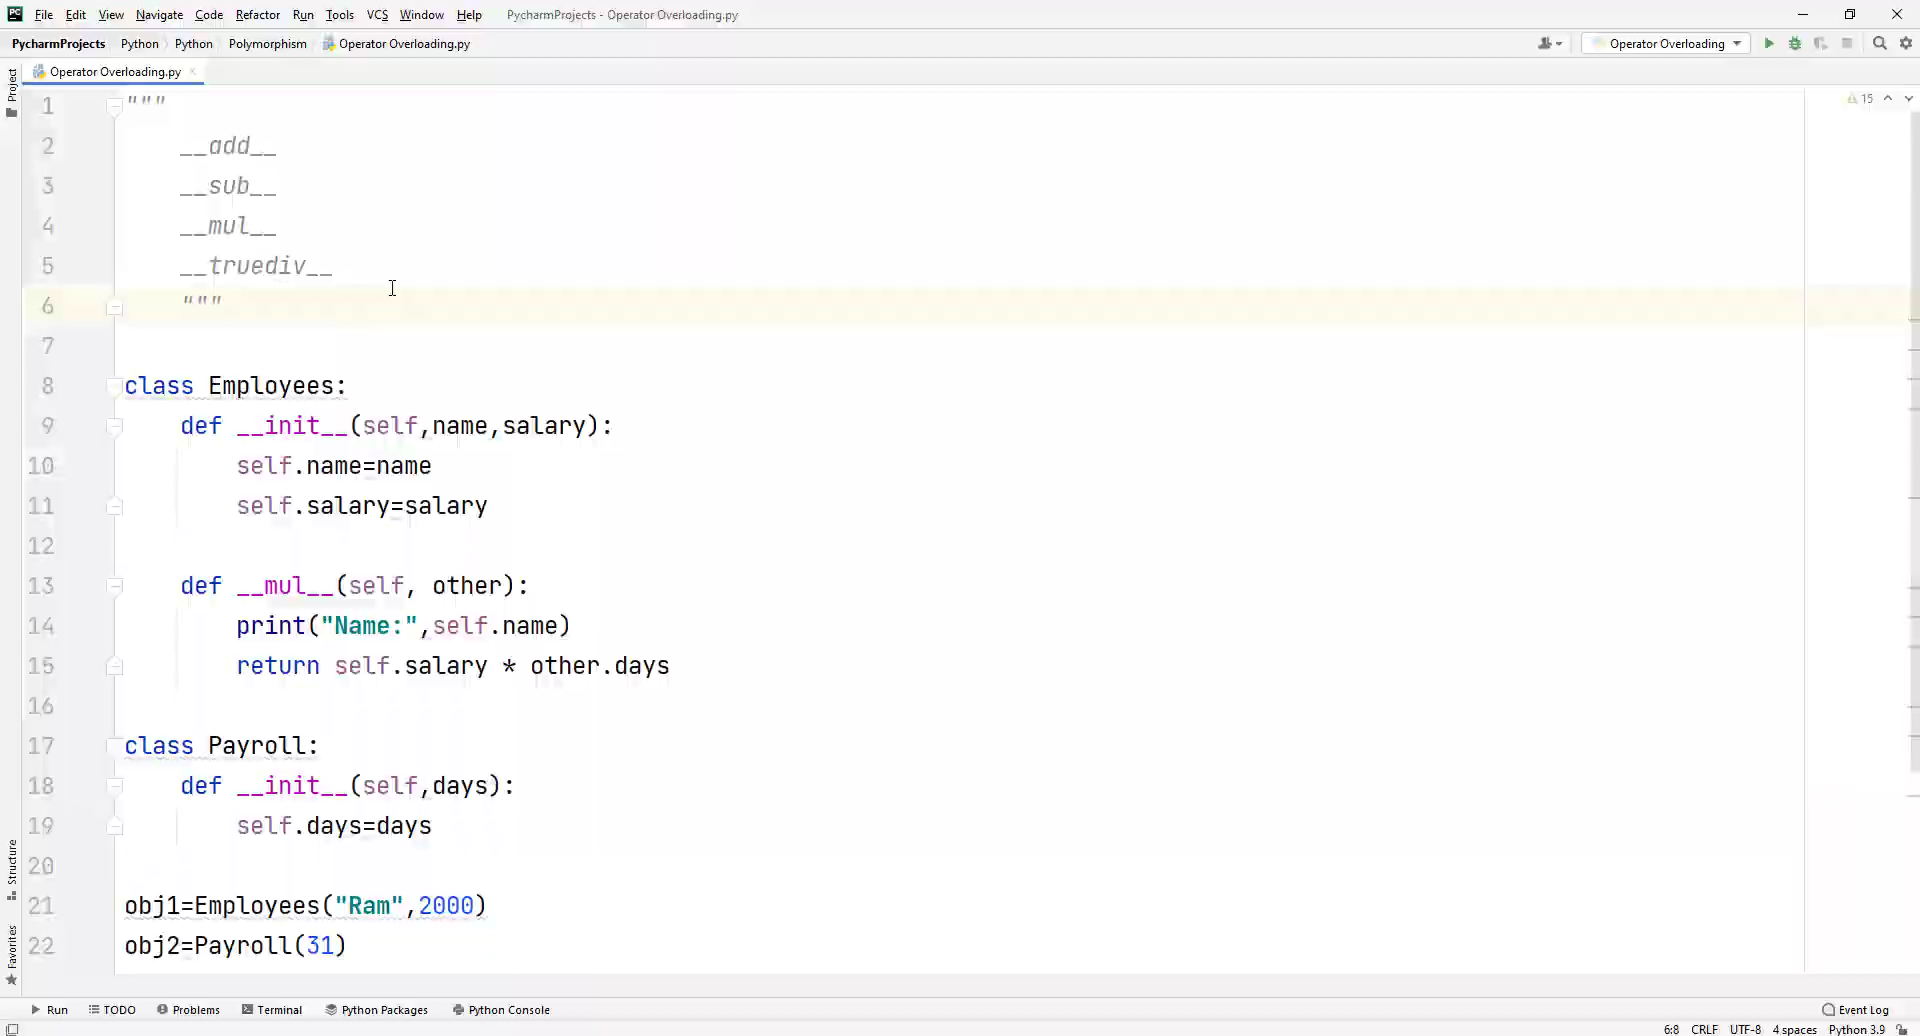 PC File Edit View Navigate Code Refactor Run Tools VCS Window Help PycharmProjects - Operator Overloading.py
PycharmProjects Python Python Polymorphism Operator Overloading.py Operator Overloading
Project
Operator Overloading.py
15
1 """
2 __add__
3 __sub__
4 __mul__
5 __truediv__
6 """
7
8 class Employees:
9 def __init__(self,name,salary):
10 self.name=name
11 self.salary=salary
12
13 def __mul__(self, other):
14 print("Name:",self.name)
15 return self.salary * other.days
16
17 class Payroll:
18 def __init__(self,days):
19 self.days=days
20
21 obj1=Employees("Ram",2000)
22 obj2=Payroll(31)
Structure
Favorites
Run TODO Problems Terminal Python Packages Python Console Event Log
6:8 CRLF UTF-8 4 spaces Python 3.9